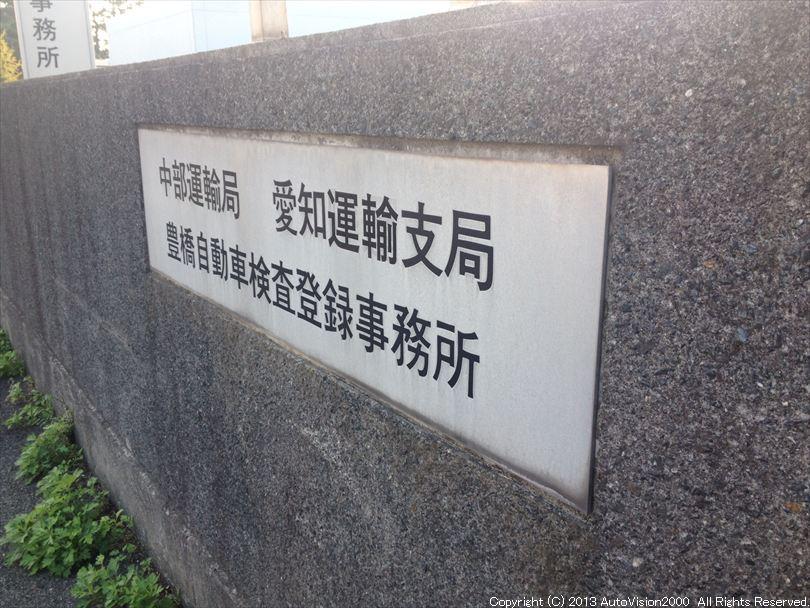 事務所
中部運輸局 愛知運輸支局
豊橋自動車検査登録事務所
Copyright (C) 2013 AutoVision2000 All Rights Reserved